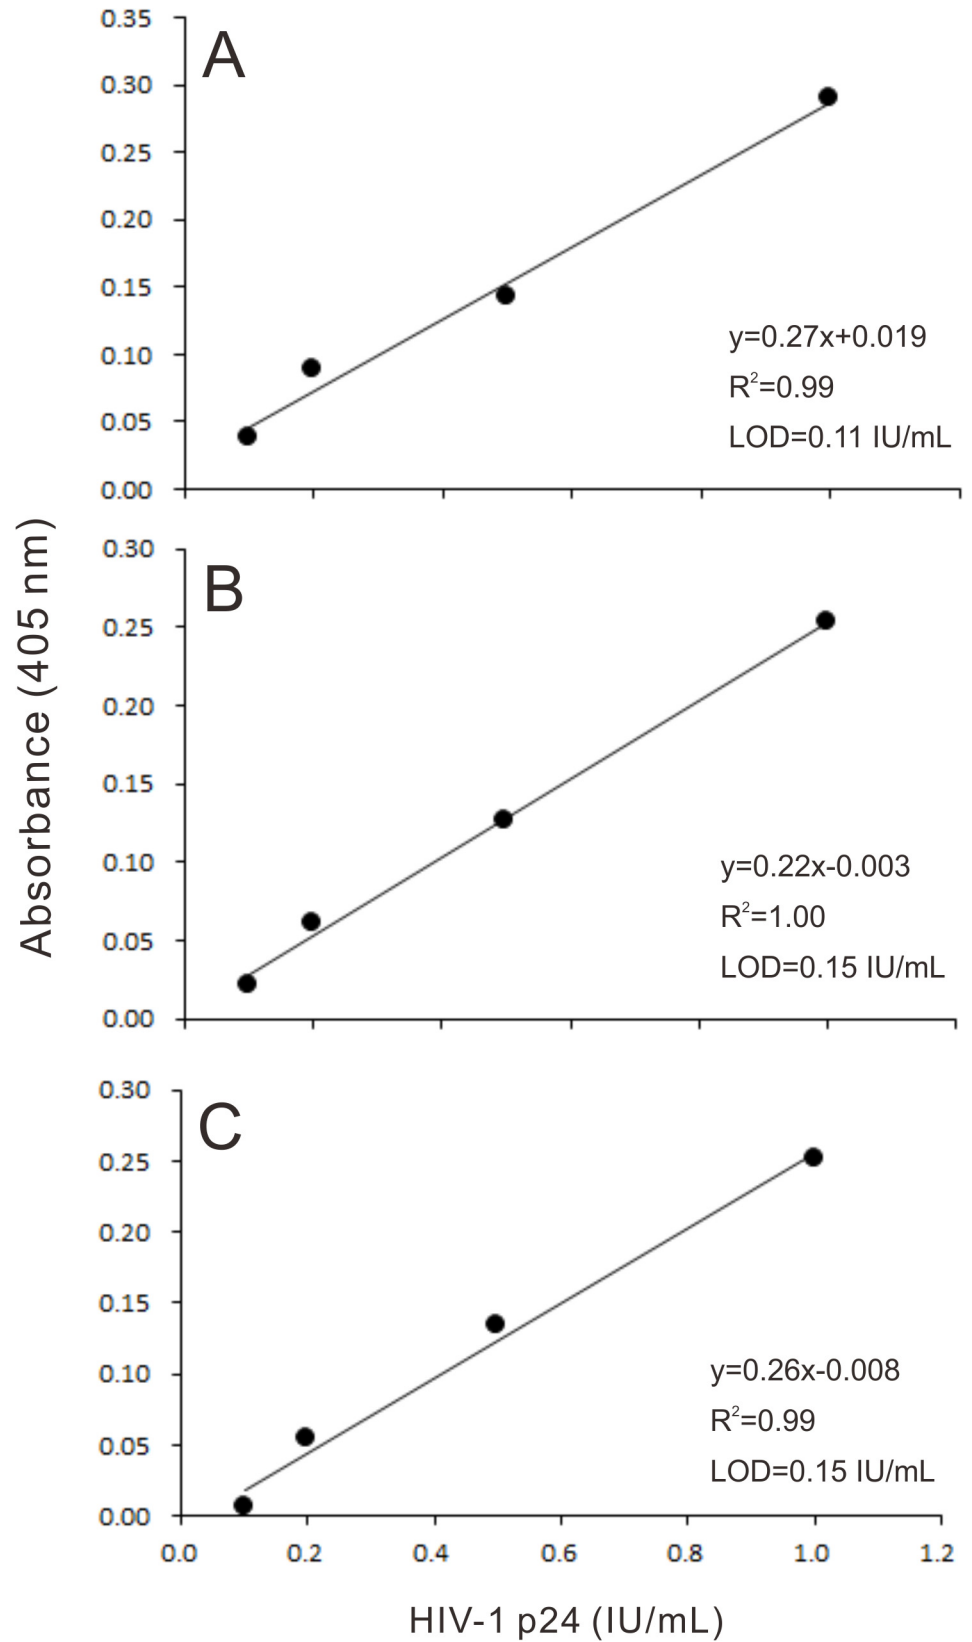 0.35
A
0.30
0.25
0.20
0.15
0.10
0.05
0.00
y=0.27x+0.019
R²=0.99
LOD=0.11 IU/mL
Absorbance (405 nm)
0.30
B
0.25
0.20
0.15
0.10
0.05
0.00
y=0.22x-0.003
R²=1.00
LOD=0.15 IU/mL
0.30
C
0.25
0.20
0.15
0.10
0.05
0.00
y=0.26x-0.008
R²=0.99
LOD=0.15 IU/mL
0.0 0.2 0.4 0.6 0.8 1.0 1.2
HIV-1 p24 (IU/mL)